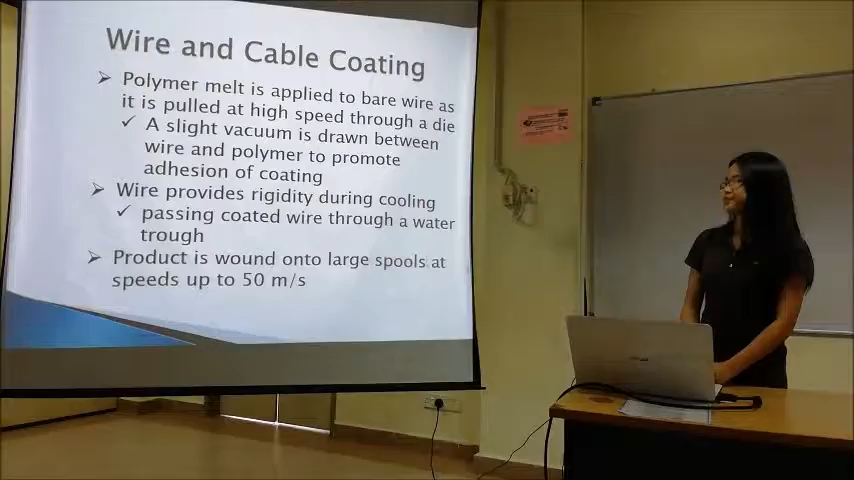 Wire and Cable Coating
➢ Polymer melt is applied to bare wire as
it is pulled at high speed through a die
✓ A slight vacuum is drawn between
wire and polymer to promote
adhesion of coating
➢ Wire provides rigidity during cooling
✓ passing coated wire through a water
trough
➢ Product is wound onto large spools at
speeds up to 50 m/s